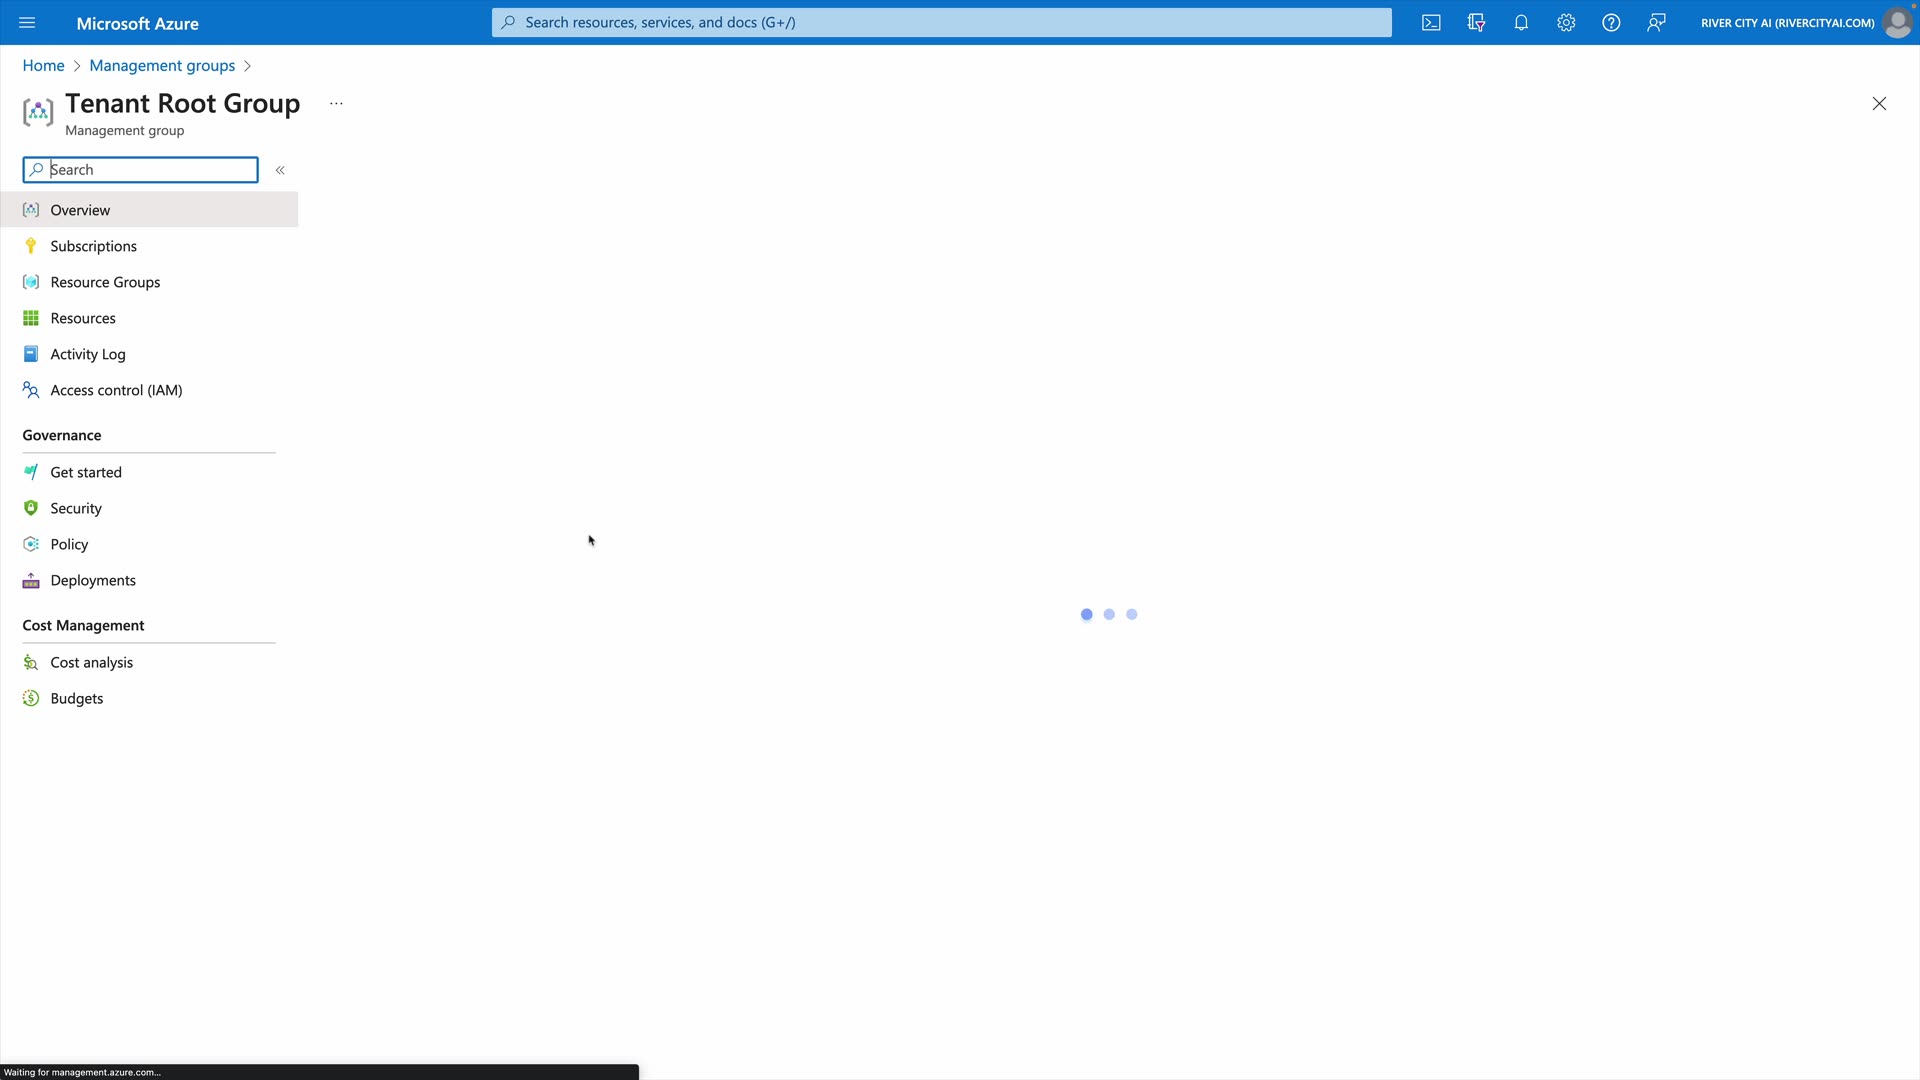 Microsoft Azure
Search resources, services, and docs (G+/)
RIVER CITY AI (RIVERCITYAI.COM)
Home > Management groups >
Tenant Root Group ...
Management group
Search «
Overview
Subscriptions
Resource Groups
Resources
Activity Log
Access control (IAM)
Governance
Get started
Security
Policy
Deployments
Cost Management
Cost analysis
Budgets
Waiting for management.azure.com...